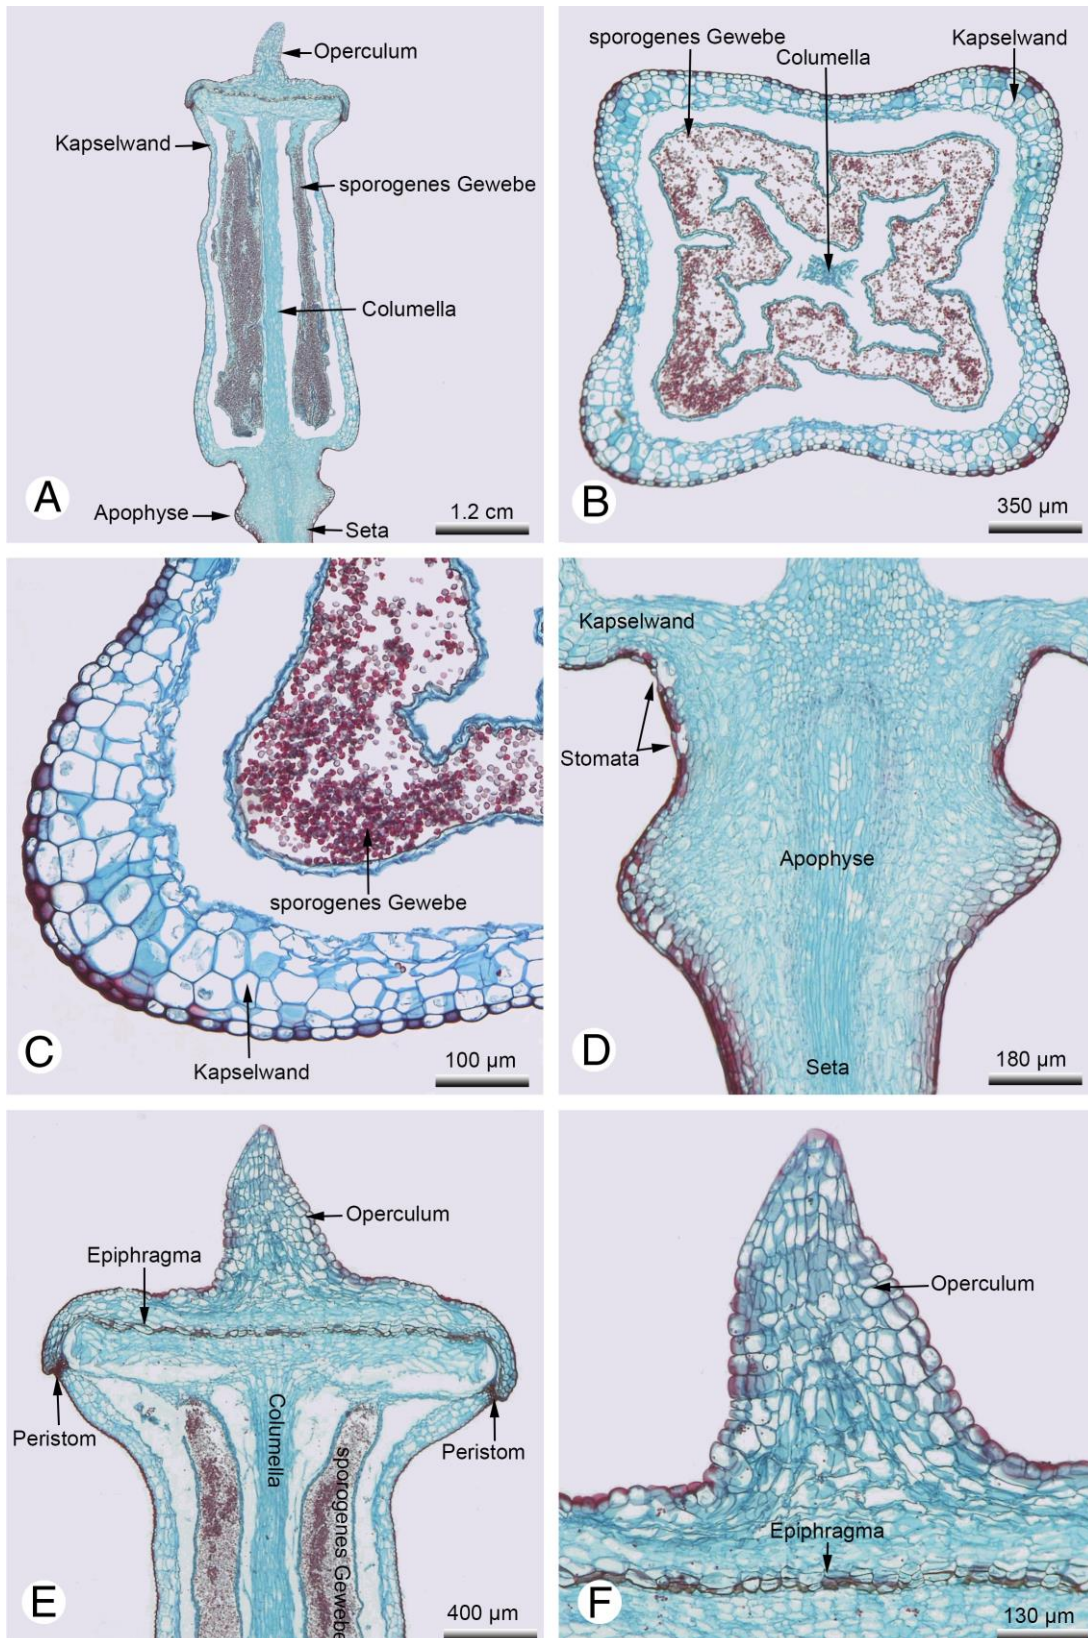 Operculum
Kapselwand
sporogenes Gewebe
Columella
Apophyse
Seta
A
1.2 cm
sporogenes Gewebe
Columella
Kapselwand
B
350 µm
sporogenes Gewebe
Kapselwand
C
100 µm
Kapselwand
Stomata
Apophyse
Seta
D
180 µm
Operculum
Epiphragma
Peristom
Columella
sporogenes Gewebe
Peristom
E
400 µm
Operculum
Epiphragma
F
130 µm